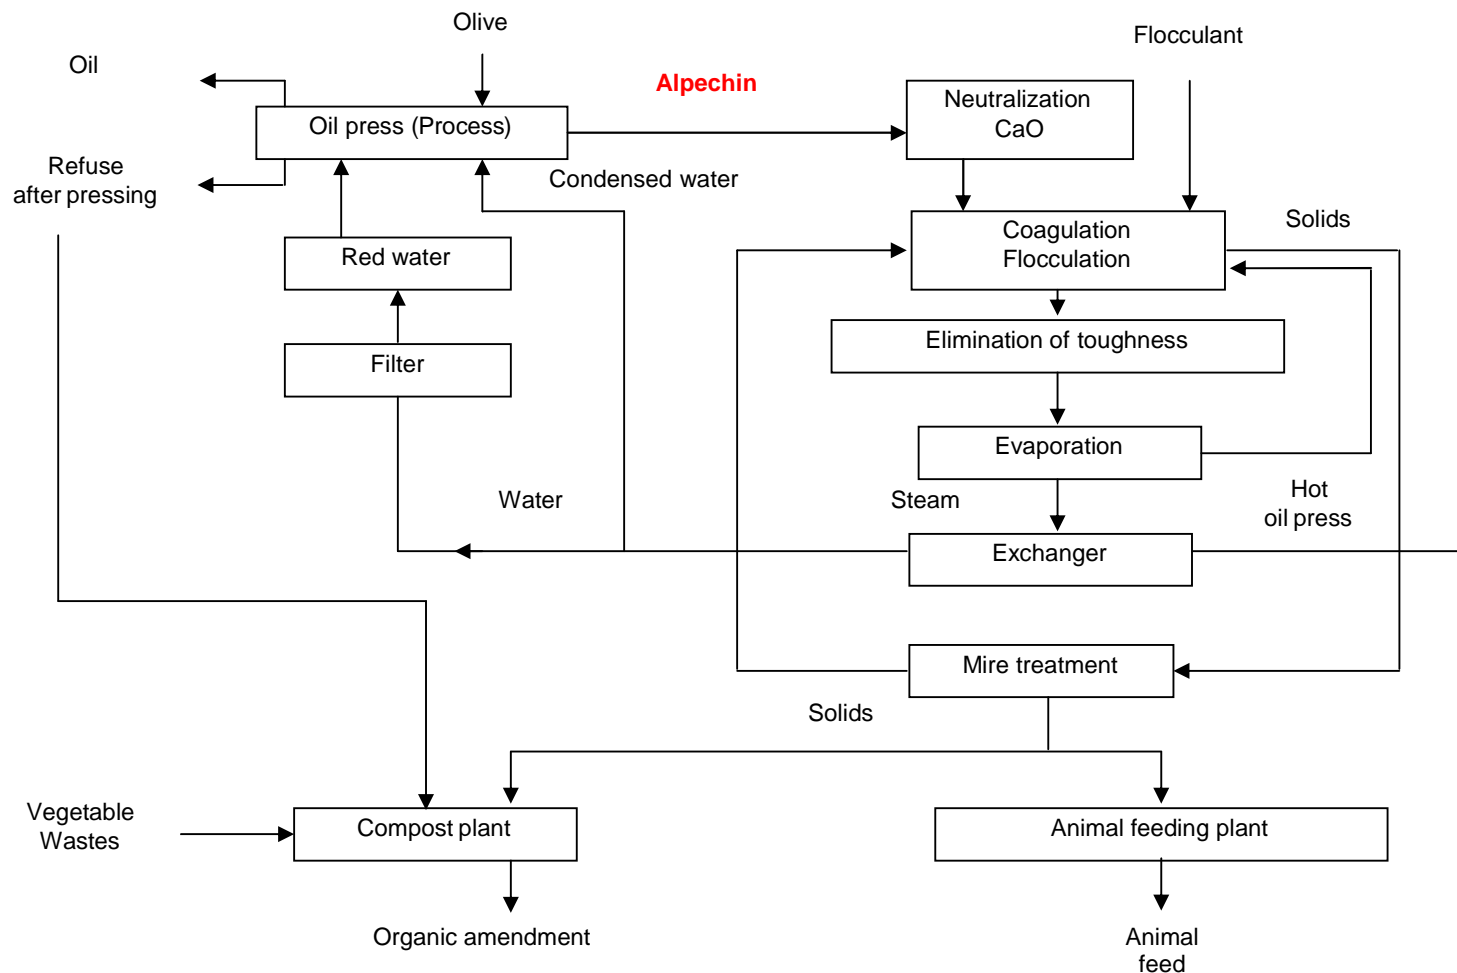 Olive
Flocculant
Oil
Alpechin
Neutralization
CaO
Oil press (Process)
Refuse
after pressing
Condensed water
Solids
Coagulation
Flocculation
Red water
Elimination of toughness
Filter
Evaporation
Water
Steam
Hot
oil press
Exchanger
Mire treatment
Solids
Vegetable
Wastes
Compost plant
Animal feeding plant
Organic amendment
Animal
feed